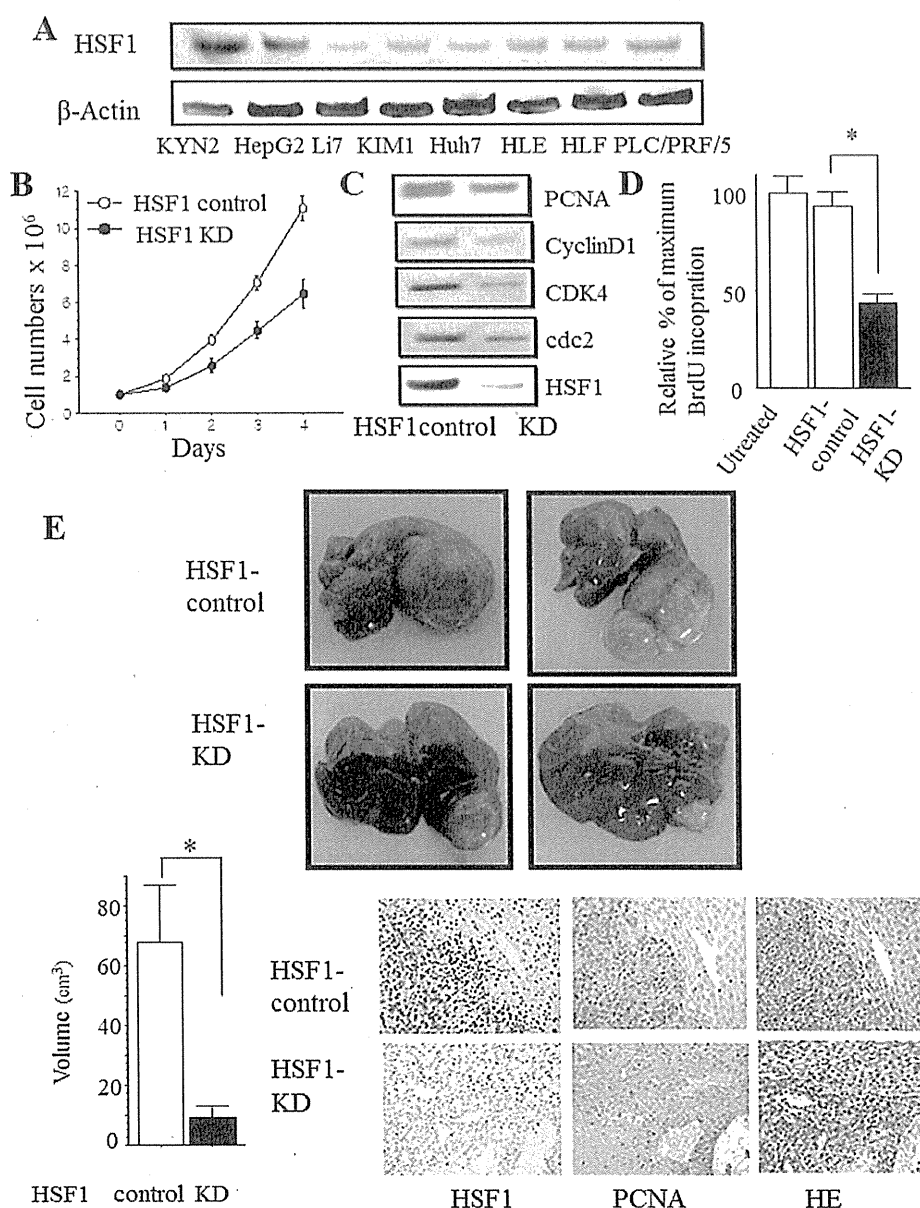 A
HSF1
β-Actin
KYN2 HepG2 Li7 KIM1 Huh7 HLE HLF PLC/PRF/5
B
12
10
8
6
4
2
0
Cell numbers x 10⁶
HSF1 control
HSF1 KD
0 1 2 3 4
Days
C
PCNA
CyclinD1
CDK4
cdc2
HSF1
HSF1control KD
D
*
100
50
0
Relative % of maximum
BrdU incopration
Utreated
HSF1-
control
HSF1-
KD
E
HSF1-
control
HSF1-
KD
*
80
60
40
20
0
Volume (cm³)
HSF1 control KD
HSF1-
control
HSF1-
KD
HSF1 PCNA HE